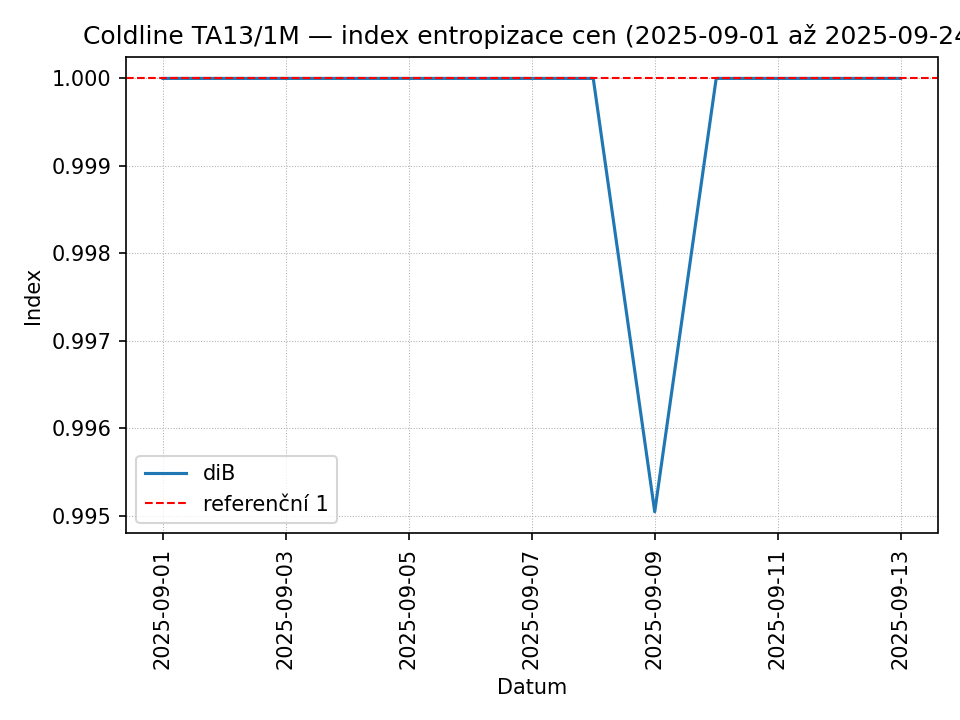 Coldline TA13/1M — index entropizace cen (2025-09-01 až 2025-09-24
1.000
0.999
0.998
0.997
0.996
0.995
Index
diB
referenční 1
2025-09-01
2025-09-03
2025-09-05
2025-09-07
2025-09-09
2025-09-11
2025-09-13
Datum